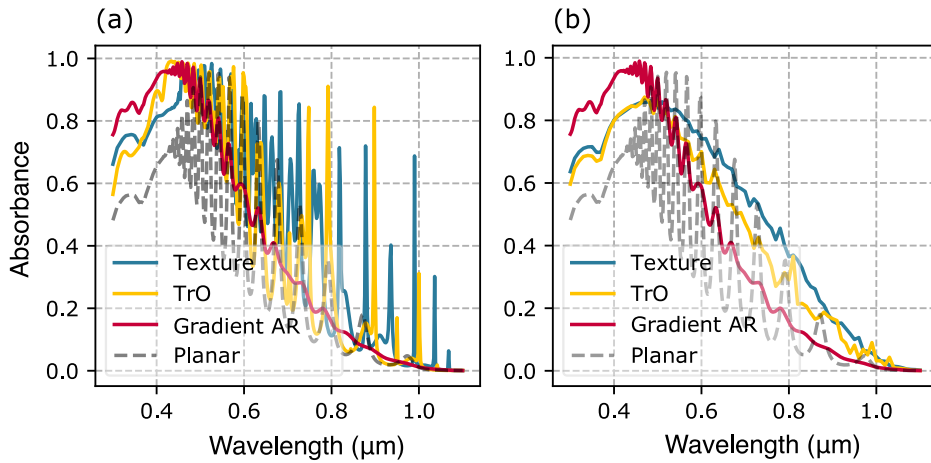 (a)
Absorbance
1.0
0.8
0.6
0.4
0.2
0.0
Texture
TrO
Gradient AR
Planar
0.4 0.6 0.8 1.0
Wavelength (μm)
(b)
1.0
0.8
0.6
0.4
0.2
0.0
Texture
TrO
Gradient AR
Planar
0.4 0.6 0.8 1.0
Wavelength (μm)